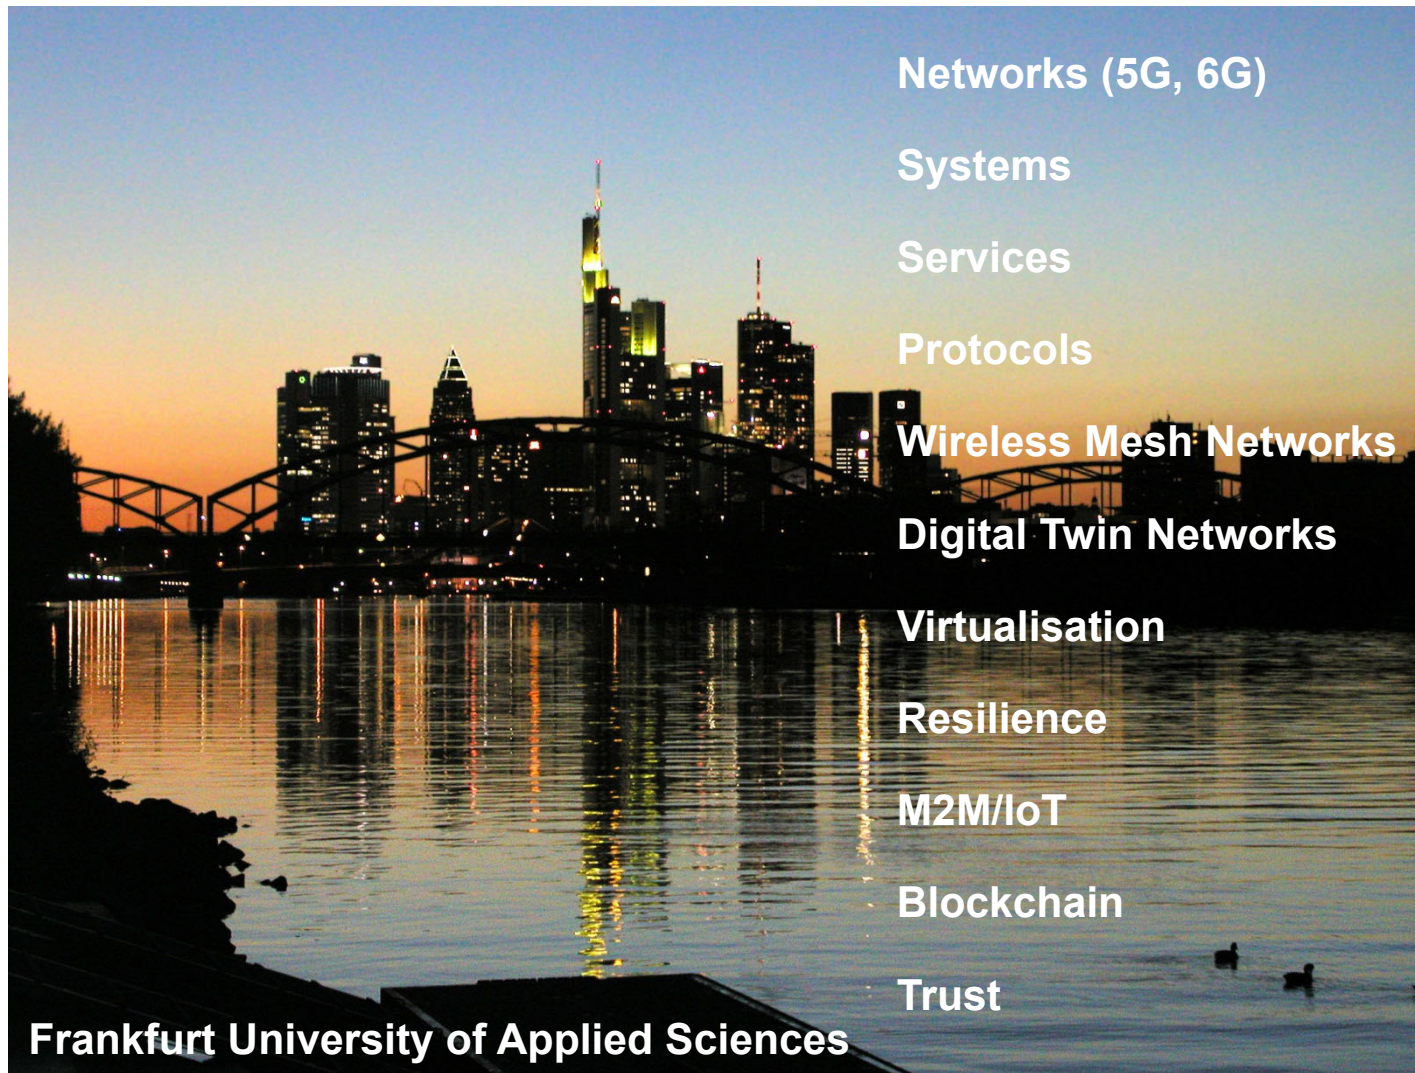 Networks (5G, 6G)
Systems
Services
Protocols
Wireless Mesh Networks
Digital Twin Networks
Virtualisation
Resilience
M2M/IoT
Blockchain
Trust
Frankfurt University of Applied Sciences